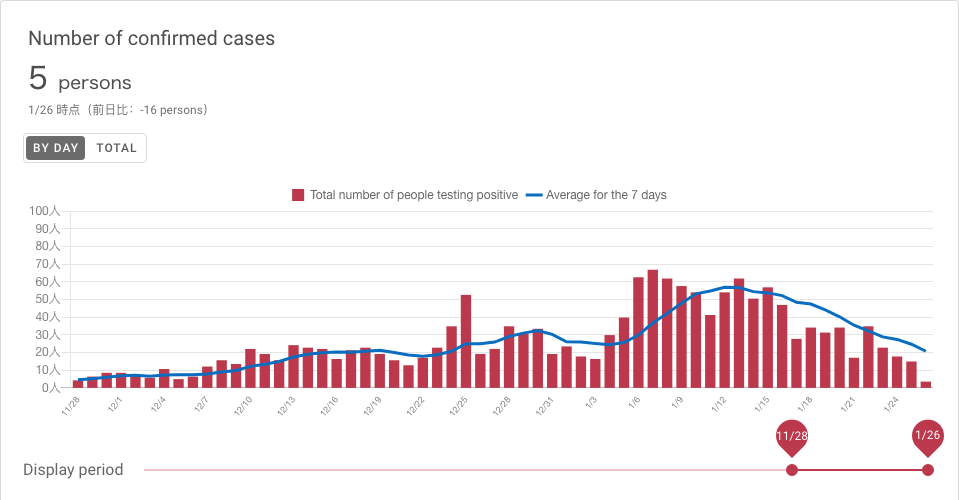 Number of confirmed cases
5 persons
1/26 時点（前日比：-16 persons）
BY DAY TOTAL
Total number of people testing positive Average for the 7 days
100人
90人
80人
70人
60人
50人
40人
30人
20人
10人
0人
11/28 12/1 12/4 12/7 12/10 12/13 12/16 12/19 12/22 12/25 12/28 12/31 1/3 1/6 1/9 1/12 1/15 1/18 1/21 1/24
11/28 1/26
Display period